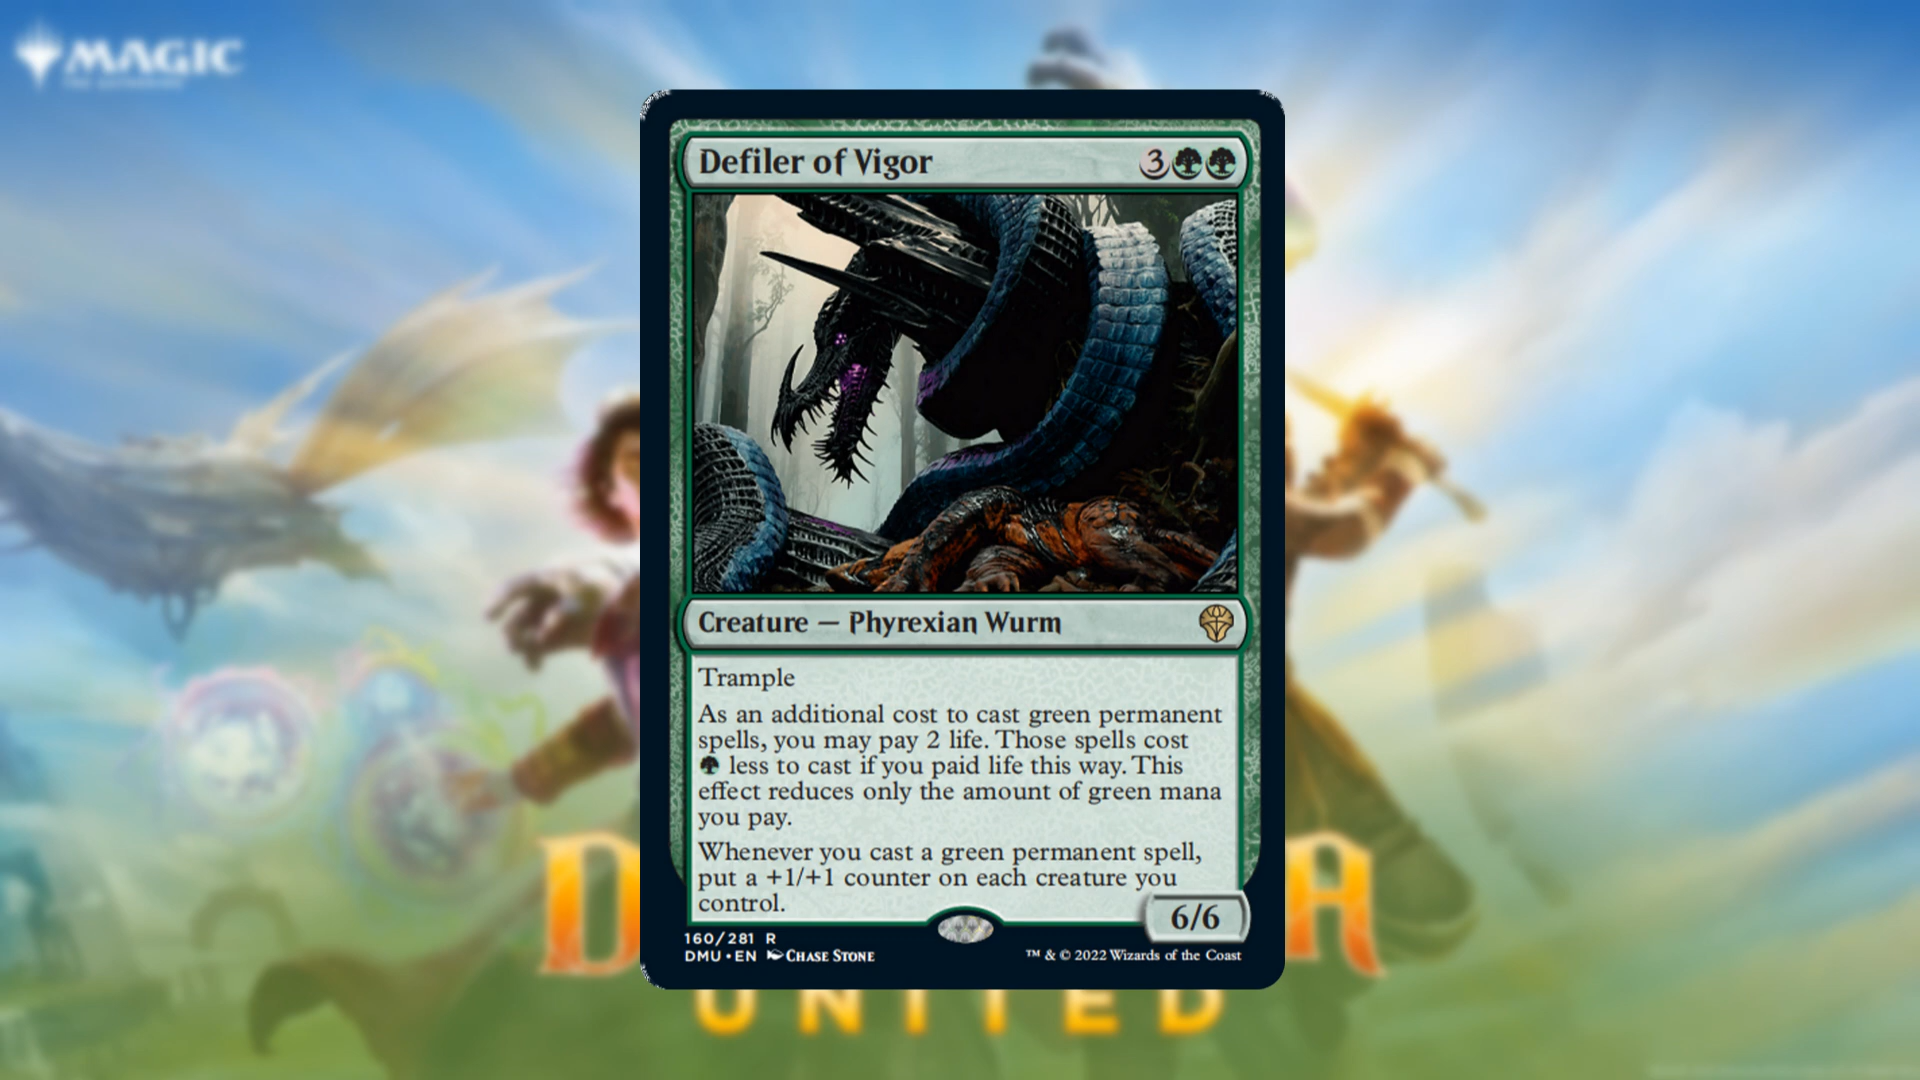 MAGIC
Defiler of Vigor 3
Creature — Phyrexian Wurm
Trample
As an additional cost to cast green permanent
spells, you may pay 2 life. Those spells cost
less to cast if you paid life this way. This
effect reduces only the amount of green mana
you pay.
Whenever you cast a green permanent spell,
put a +1/+1 counter on each creature you
control.
6/6
160/281 R
DMU • EN CHASE STONE
™ & © 2022 Wizards of the Coast
D A
UNITED